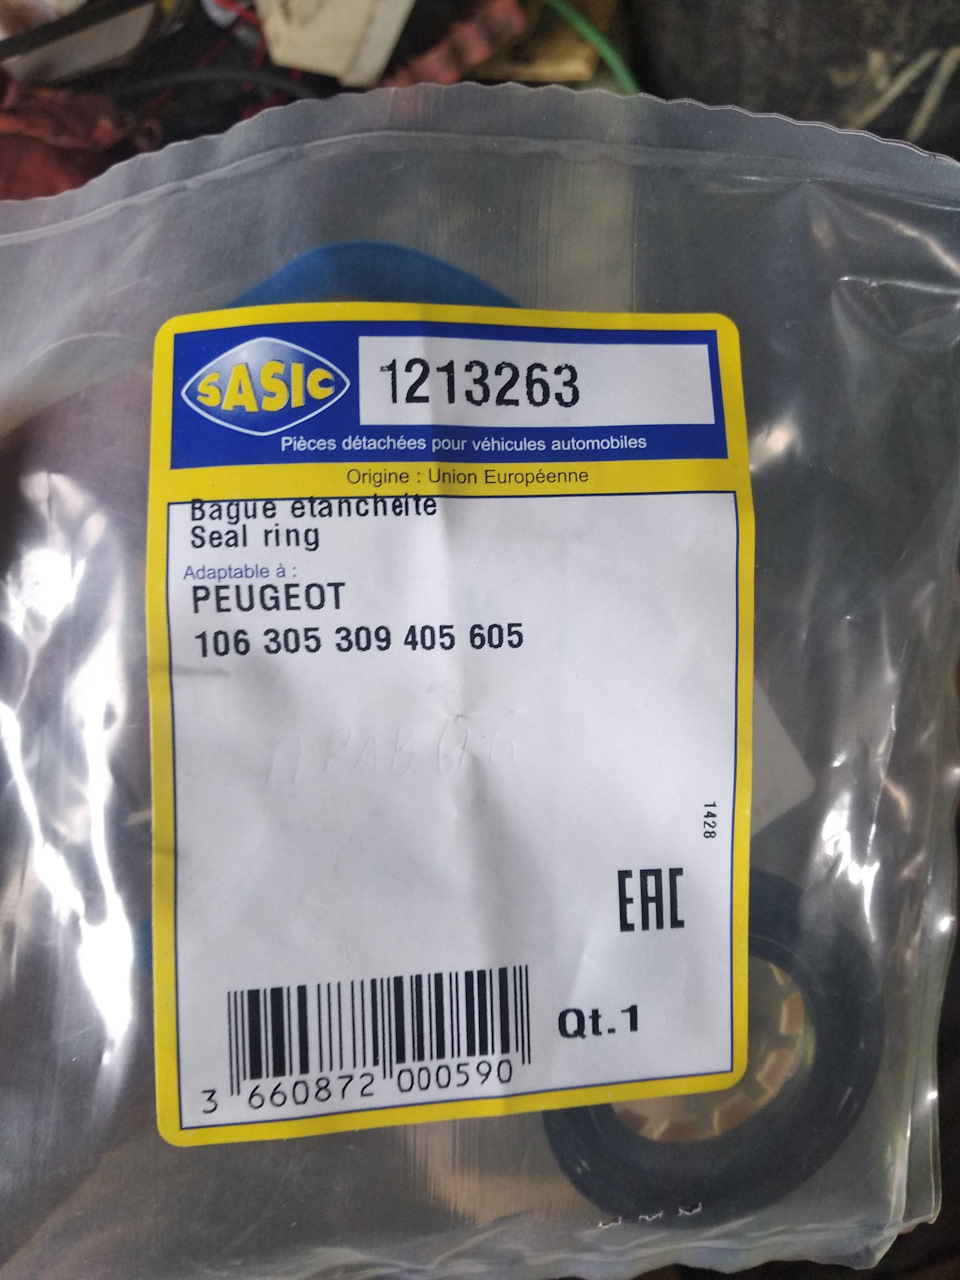 SASIC
1213263
Pièces détachées pour véhicules automobiles
Origine : Union Européenne
Bague etancheite
Seal ring
Adaptable à :
PEUGEOT
106 305 309 405 605
1428
EAC
Qt.1
3 660872 000590